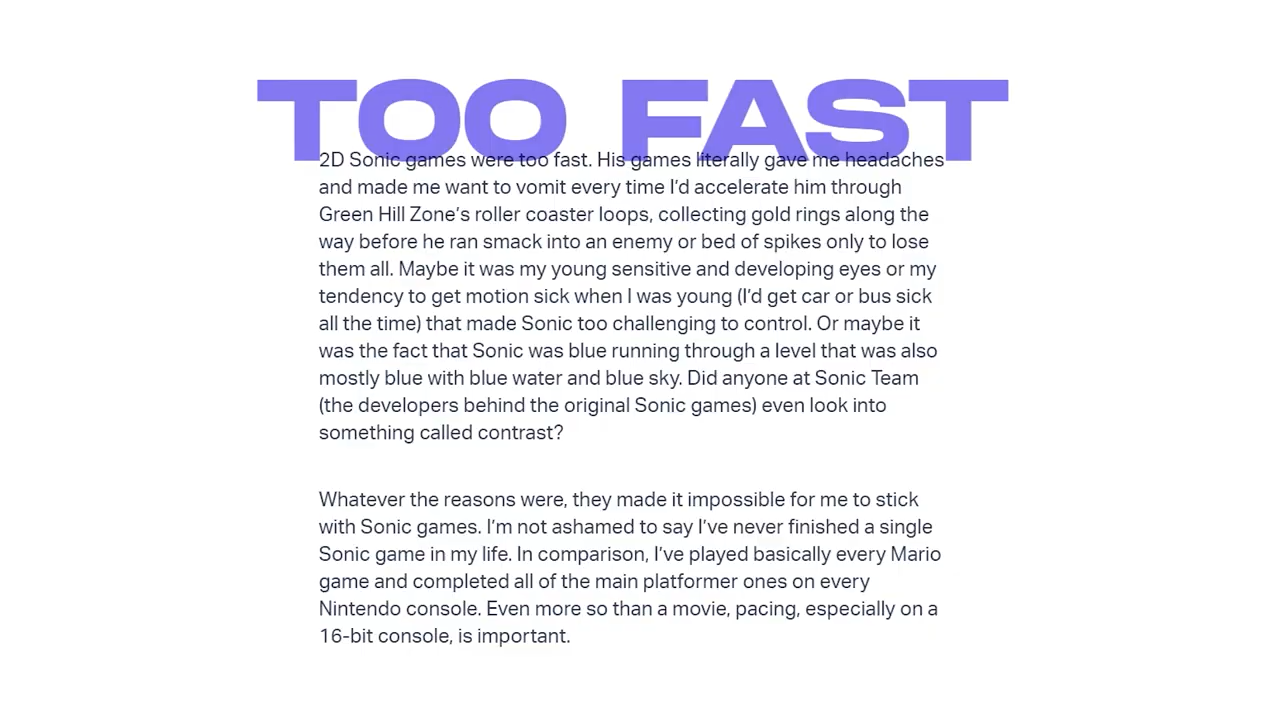 TOO FAST
2D Sonic games were too fast. His games literally gave me headaches
and made me want to vomit every time I’d accelerate him through
Green Hill Zone’s roller coaster loops, collecting gold rings along the
way before he ran smack into an enemy or bed of spikes only to lose
them all. Maybe it was my young sensitive and developing eyes or my
tendency to get motion sick when I was young (I’d get car or bus sick
all the time) that made Sonic too challenging to control. Or maybe it
was the fact that Sonic was blue running through a level that was also
mostly blue with blue water and blue sky. Did anyone at Sonic Team
(the developers behind the original Sonic games) even look into
something called contrast?
Whatever the reasons were, they made it impossible for me to stick
with Sonic games. I’m not ashamed to say I’ve never finished a single
Sonic game in my life. In comparison, I’ve played basically every Mario
game and completed all of the main platformer ones on every
Nintendo console. Even more so than a movie, pacing, especially on a
16-bit console, is important.